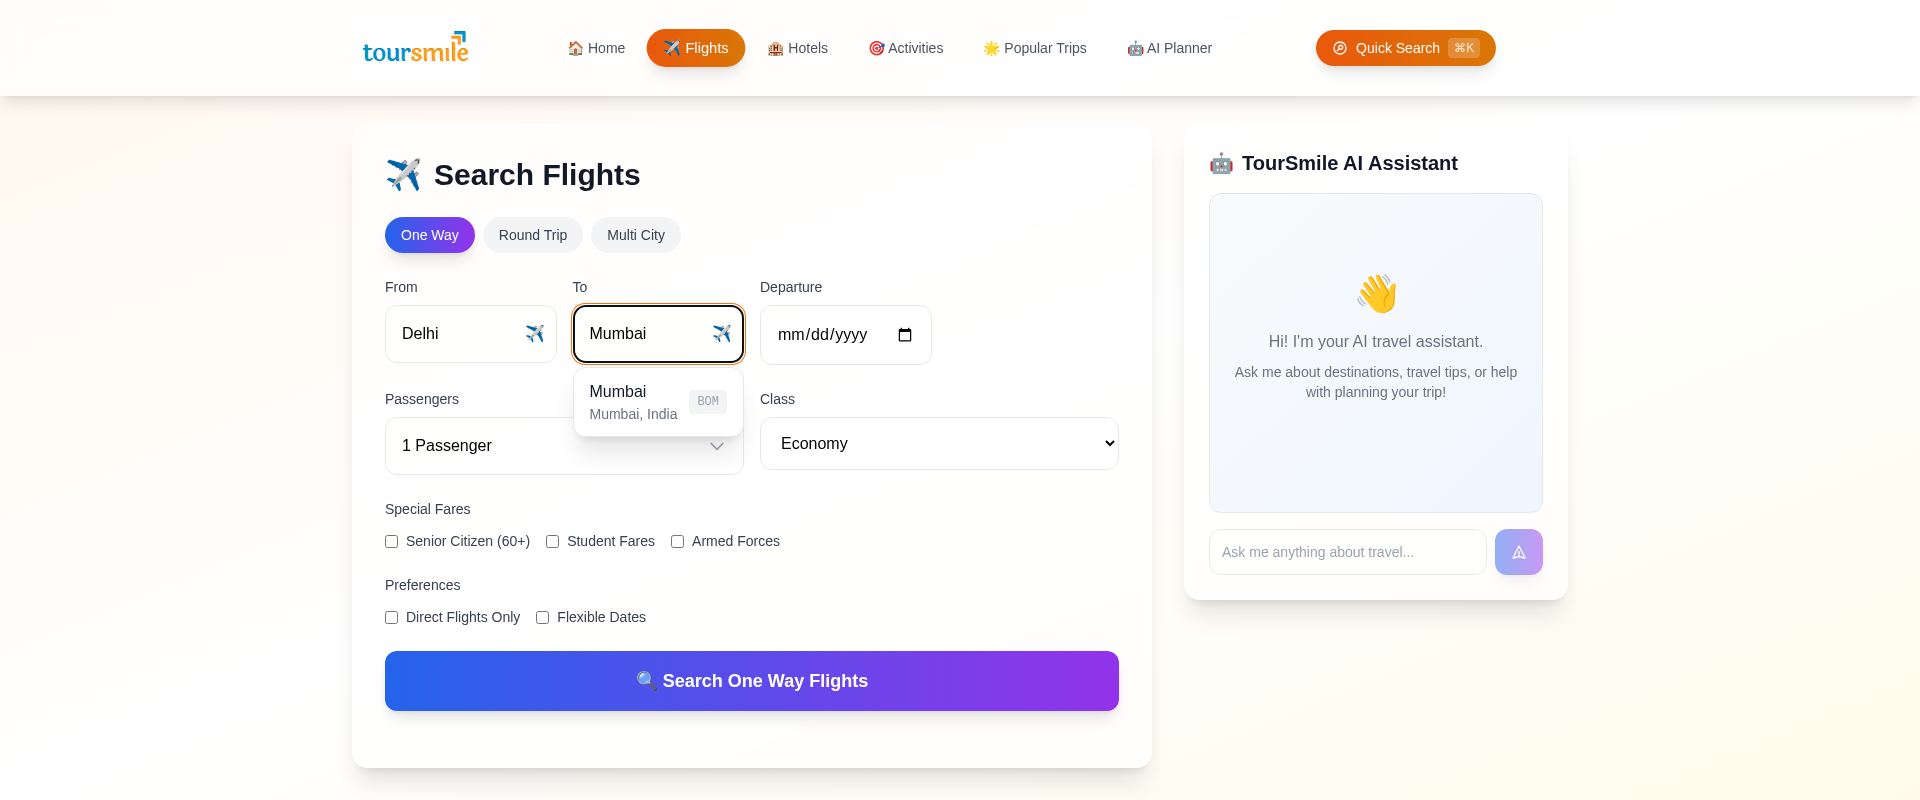 toursmile
🏠 Home
✈️ Flights
🏨 Hotels
🎯 Activities
🌟 Popular Trips
🤖 AI Planner
Quick Search ⌘K
✈️ Search Flights
One Way
Round Trip
Multi City
From
To
Departure
Delhi ✈️
Mumbai ✈️
mm/dd/yyyy
Mumbai
Mumbai, India
BOM
Passengers
Class
1 Passenger
Economy
Special Fares
Senior Citizen (60+)
Student Fares
Armed Forces
Preferences
Direct Flights Only
Flexible Dates
🔍 Search One Way Flights
🤖 TourSmile AI Assistant
👋
Hi! I'm your AI travel assistant.
Ask me about destinations, travel tips, or help
with planning your trip!
Ask me anything about travel...